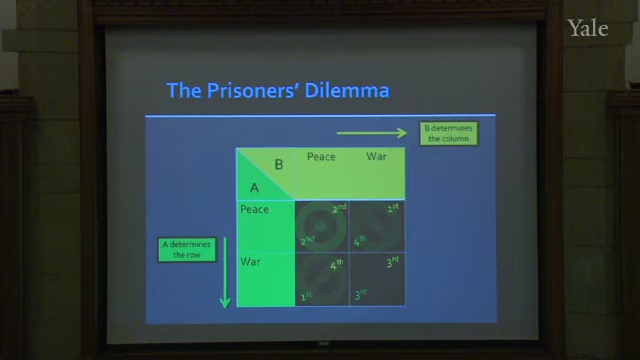 Yale
The Prisoners' Dilemma
B determines
the column
B
Peace
War
A
Peace
2nd
1st
A determines
the row
2nd
4th
War
4th
3rd
1st
3rd